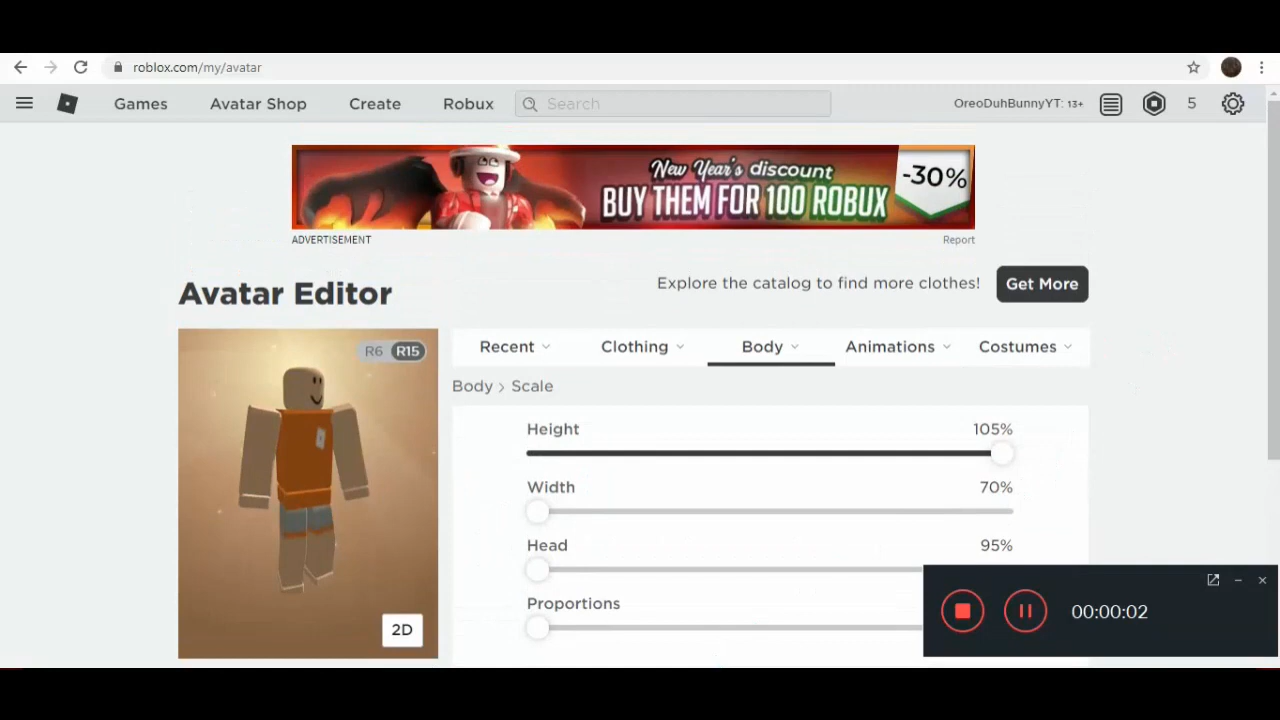 roblox.com/my/avatar
Games Avatar Shop Create Robux Search OreoDuhBunnyYT: 13+ 5
New Year's discount
BUY THEM FOR 100 ROBUX
-30%
ADVERTISEMENT Report
Avatar Editor
Explore the catalog to find more clothes! Get More
R6 R15
Recent Clothing Body Animations Costumes
Body > Scale
Height 105%
Width 70%
Head 95%
Proportions
2D
00:00:02